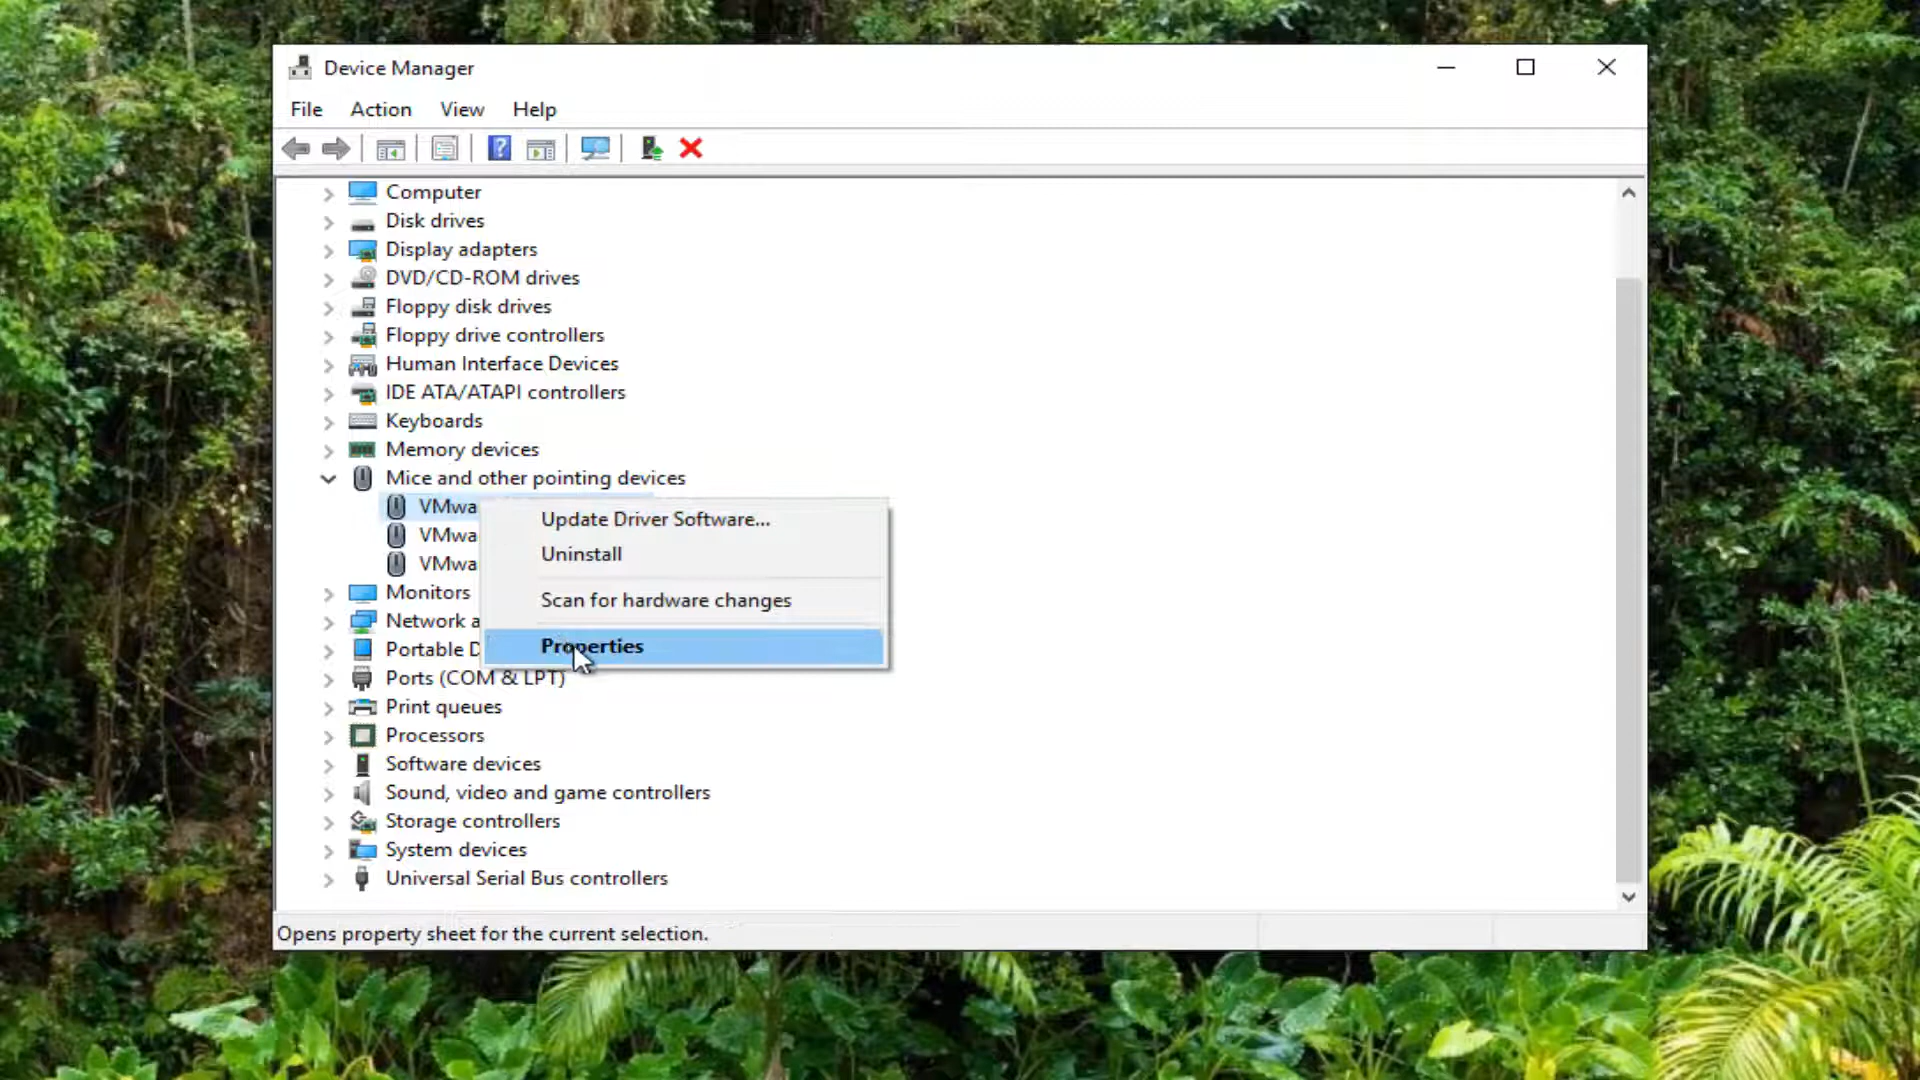 Device Manager
File Action View Help
Computer
Disk drives
Display adapters
DVD/CD-ROM drives
Floppy disk drives
Floppy drive controllers
Human Interface Devices
IDE ATA/ATAPI controllers
Keyboards
Memory devices
Mice and other pointing devices
VMwa
VMwa
VMwa
Update Driver Software...
Uninstall
Scan for hardware changes
Properties
Monitors
Network a
Portable D
Ports (COM & LPT)
Print queues
Processors
Software devices
Sound, video and game controllers
Storage controllers
System devices
Universal Serial Bus controllers
Opens property sheet for the current selection.